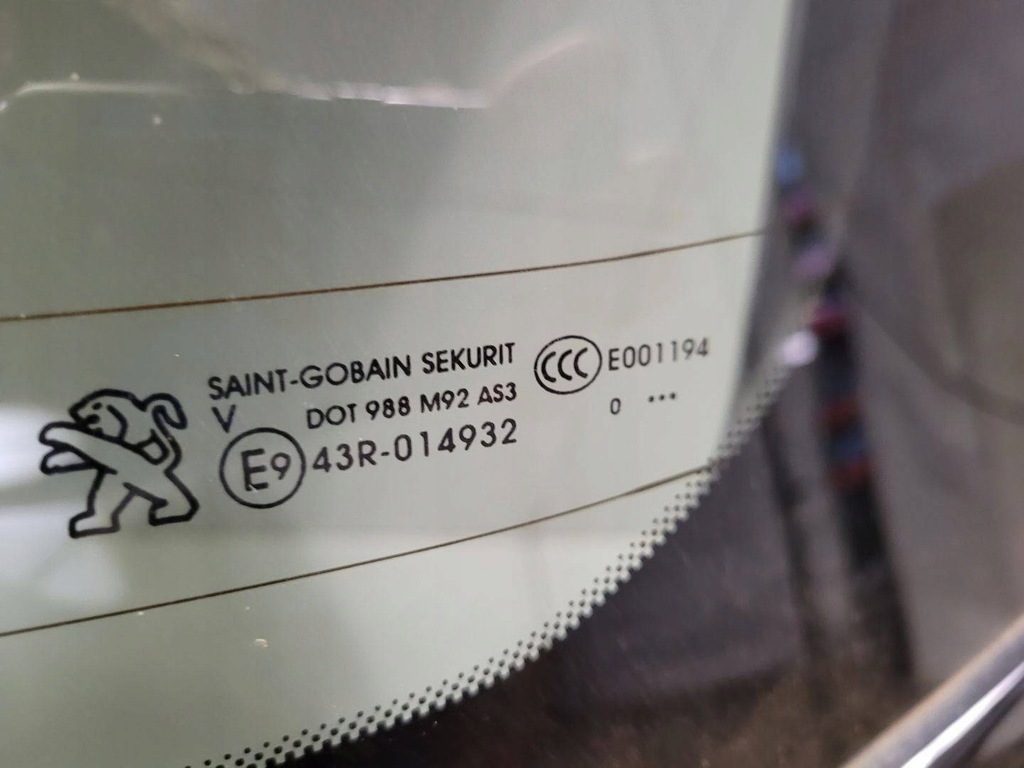 SAINT-GOBAIN SEKURIT
V DOT 988 M92 AS3
E9 43R-014932
CCC E001194
0 ...